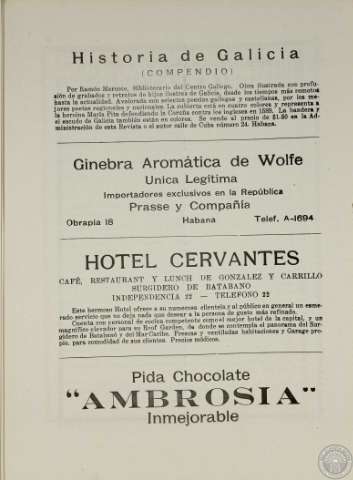 Historia de Galicia
(COMPENDIO)
Por Ramón Marcote, Bibliotecario del Centro Gallego. Obra ilustrada con profu-
sión de grabados y retratos de hijos ilustres de Galicia, desde los tiempos más remotos
hasta la actualidad. Avalorada con selectas poesías gallegas y castellanas, por los me-
jores poetas regionales y nacionales. La cubierta está en cuatro colores y representa a
la heroína María Pita defendiendo la Coruña contra los ingleses en 1589. La bandera y
el escudo de Galicia también están en colores. Se vende al precio de $1.50 en la Ad-
ministración de esta Revista o el autor calle de Cuba número 24. Habana.
Ginebra Aromática de Wolfe
Unica Legítima
Importadores exclusivos en la República
Prasse y Compañía
Obrapia 18 Habana Telef. A-1694
HOTEL CERVANTES
CAFÉ, RESTAURANT Y LUNCH DE GONZALEZ Y CARRILLO
SURGIDERO DE BATABANO
INDEPENDENCIA 22 — TELEFONO 22
Este hermoso Hotel ofrece a su numerosa clientela y al público en general un esme-
rado servicio que no deja nada que desear a la persona de gusto más refinado.
Cuenta con personal de cocina competente como el mejor hotel de la capital, y un
magnífico elevador para su Roof Garden, de donde se contempla el panorama del Sur-
gidero de Batabanó y del Mar Caribe. Frescas y ventiladas habitaciones y Garage pro-
pio, para comodidad de sus clientes. Precios módicos.
Pida Chocolate
"AMBROSIA"
Inmejorable